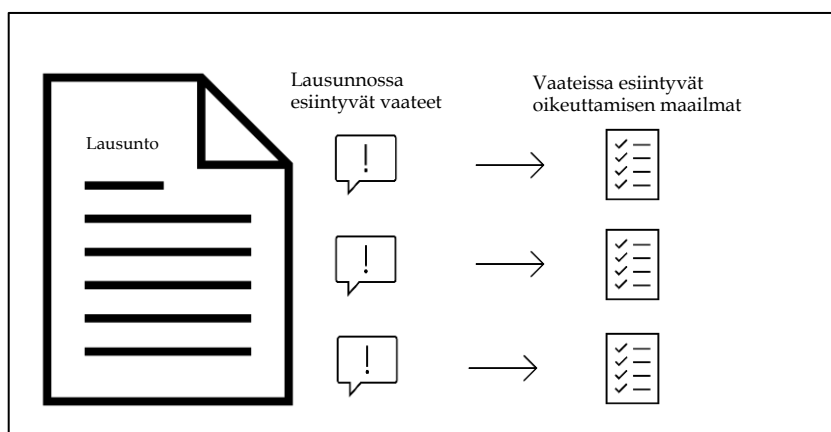 Lausunto
Lausunnossa
esiintyvät vaateet
Vaateissa esiintyvät
oikeuttamisen maailmat
!
!
!